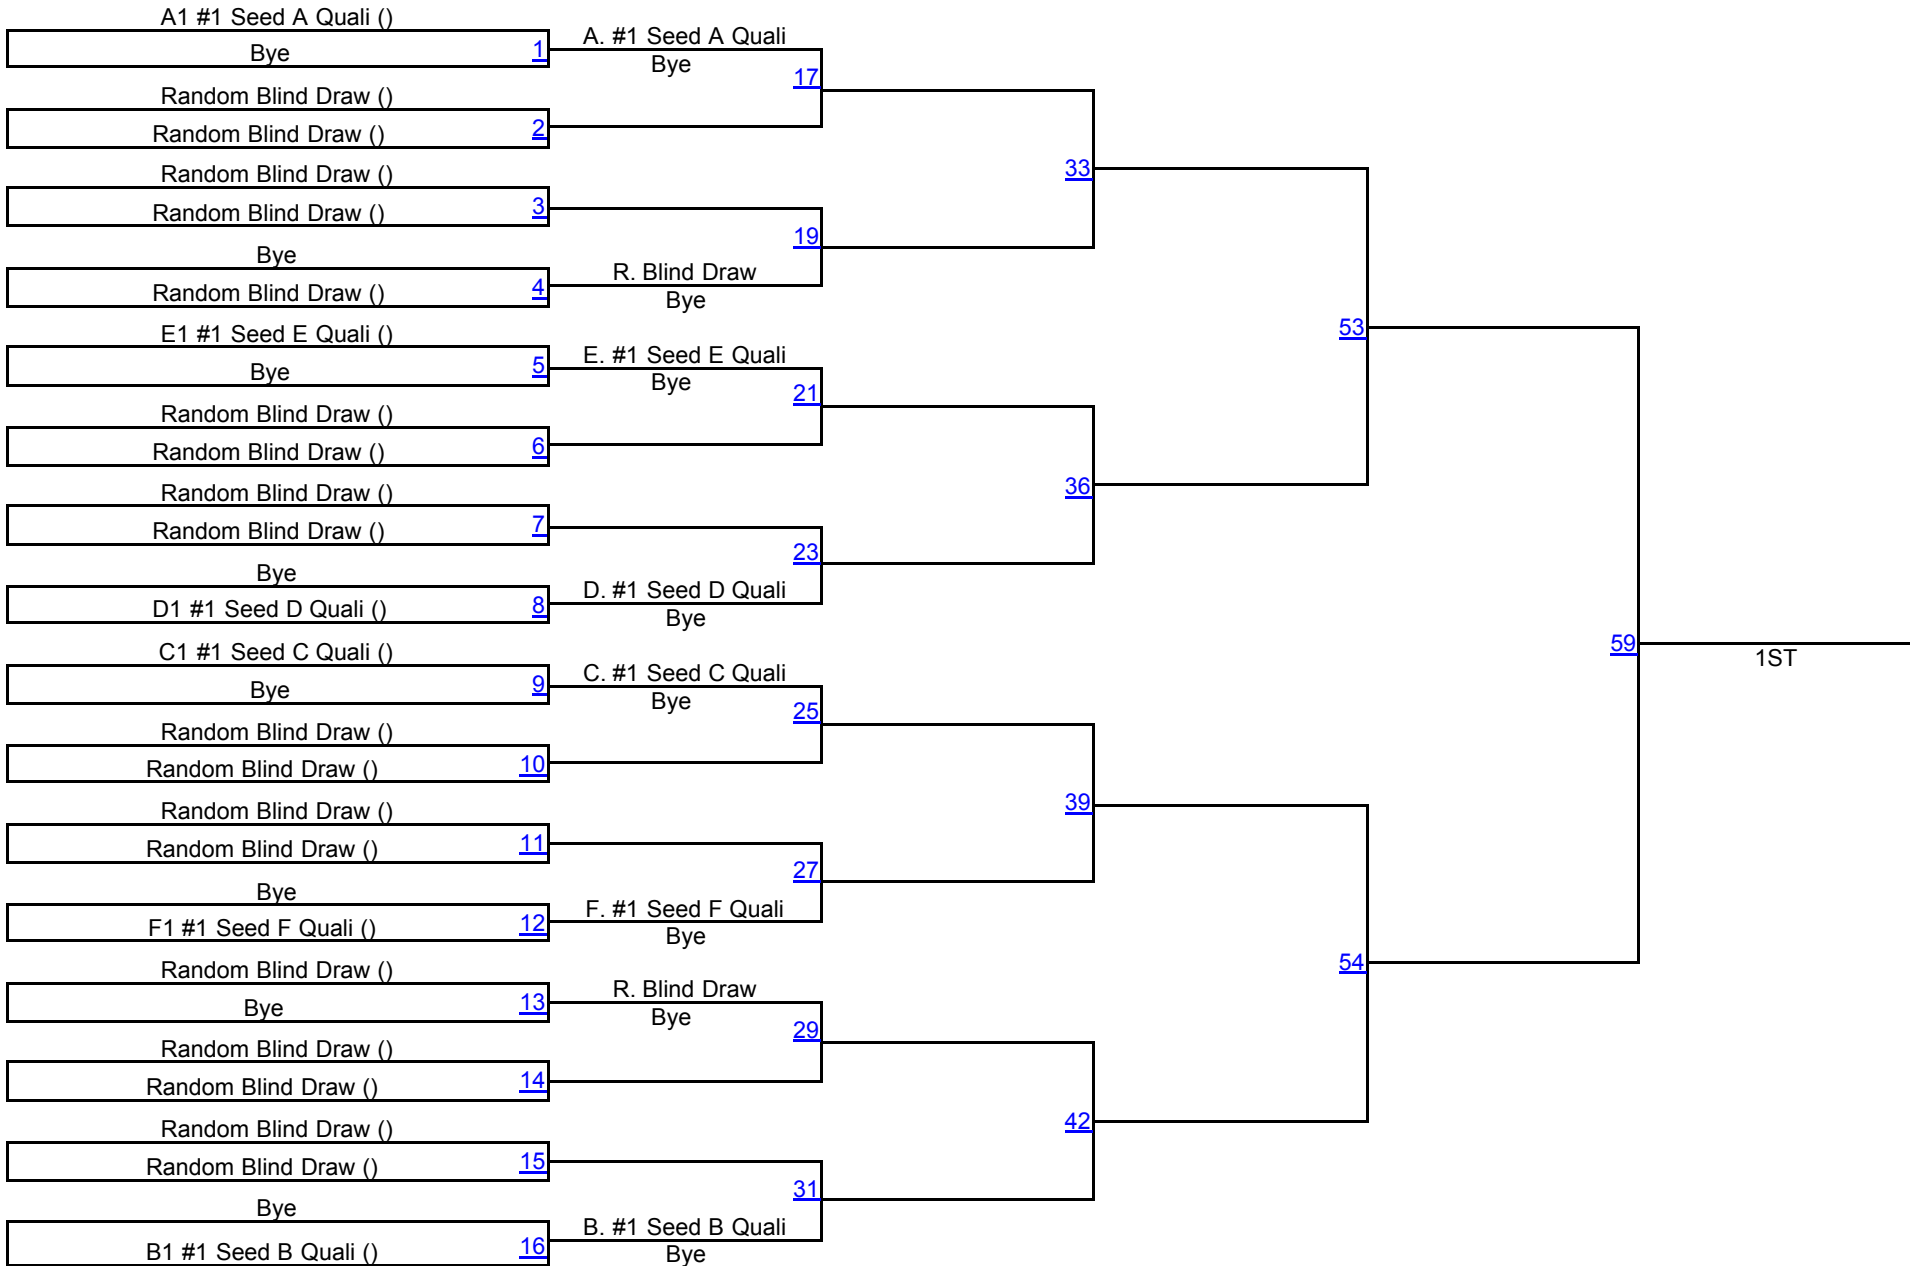 A1 #1 Seed A Quali ()
Bye 1
A. #1 Seed A Quali
Bye
17
Random Blind Draw ()
Random Blind Draw () 2
33
Random Blind Draw ()
Random Blind Draw () 3
19
Bye
Random Blind Draw () 4
R. Blind Draw
Bye
53
E1 #1 Seed E Quali ()
Bye 5
E. #1 Seed E Quali
Bye
21
Random Blind Draw ()
Random Blind Draw () 6
36
Random Blind Draw ()
Random Blind Draw () 7
23
Bye
D1 #1 Seed D Quali () 8
D. #1 Seed D Quali
Bye
59
1ST
C1 #1 Seed C Quali ()
Bye 9
C. #1 Seed C Quali
Bye
25
Random Blind Draw ()
Random Blind Draw () 10
39
Random Blind Draw ()
Random Blind Draw () 11
27
Bye
F1 #1 Seed F Quali () 12
F. #1 Seed F Quali
Bye
54
Random Blind Draw ()
Bye 13
R. Blind Draw
Bye
29
Random Blind Draw ()
Random Blind Draw () 14
42
Random Blind Draw ()
Random Blind Draw () 15
31
Bye
B1 #1 Seed B Quali () 16
B. #1 Seed B Quali
Bye